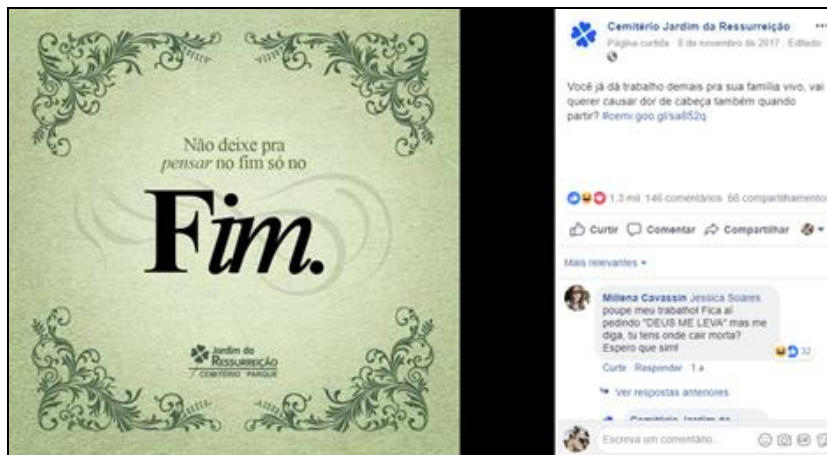 Não deixe pra
pensar no fim só no
Fim.
Jardim da
RESSURREIÇÃO
CEMITÉRIO PARQUE
Cemitério Jardim da Ressurreição
Página curtida · 8 de novembro de 2017 · Editado
Você já dá trabalho demais pra sua família vivo, vai
querer causar dor de cabeça também quando
partir? #cemi goo.gl/sa852q
1,3 mil 146 comentários 66 compartilhamentos
Curtir Comentar Compartilhar
Mais relevantes
Millena Cavassin Jessica Soares
poupe meu trabalho! Fica aí
pedindo "DEUS ME LEVA" mas me
diga, tu tens onde cair morta?
Espero que sim!
32
Curtir · Responder · 1 a
Ver respostas anteriores
Cemitério Jardim da
Escreva um comentário...